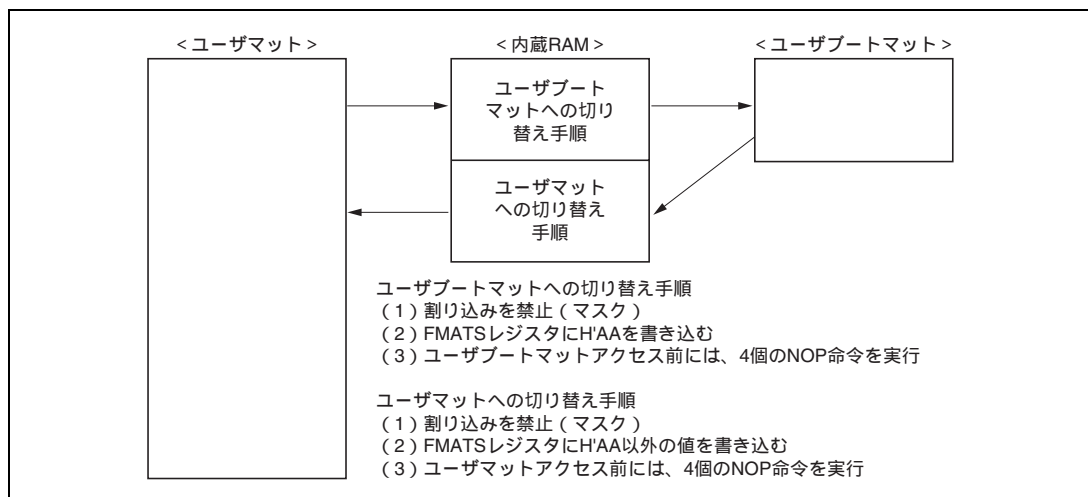 <ユーザマット>
<内蔵RAM>
<ユーザブートマット>
ユーザブート
マットへの切り
替え手順
ユーザマット
への切り替え
手順
ユーザブートマットへの切り替え手順
(1)割り込みを禁止(マスク)
(2)FMATSレジスタにH'AAを書き込む
(3)ユーザブートマットアクセス前には、4個のNOP命令を実行
ユーザマットへの切り替え手順
(1)割り込みを禁止(マスク)
(2)FMATSレジスタにH'AA以外の値を書き込む
(3)ユーザマットアクセス前には、4個のNOP命令を実行